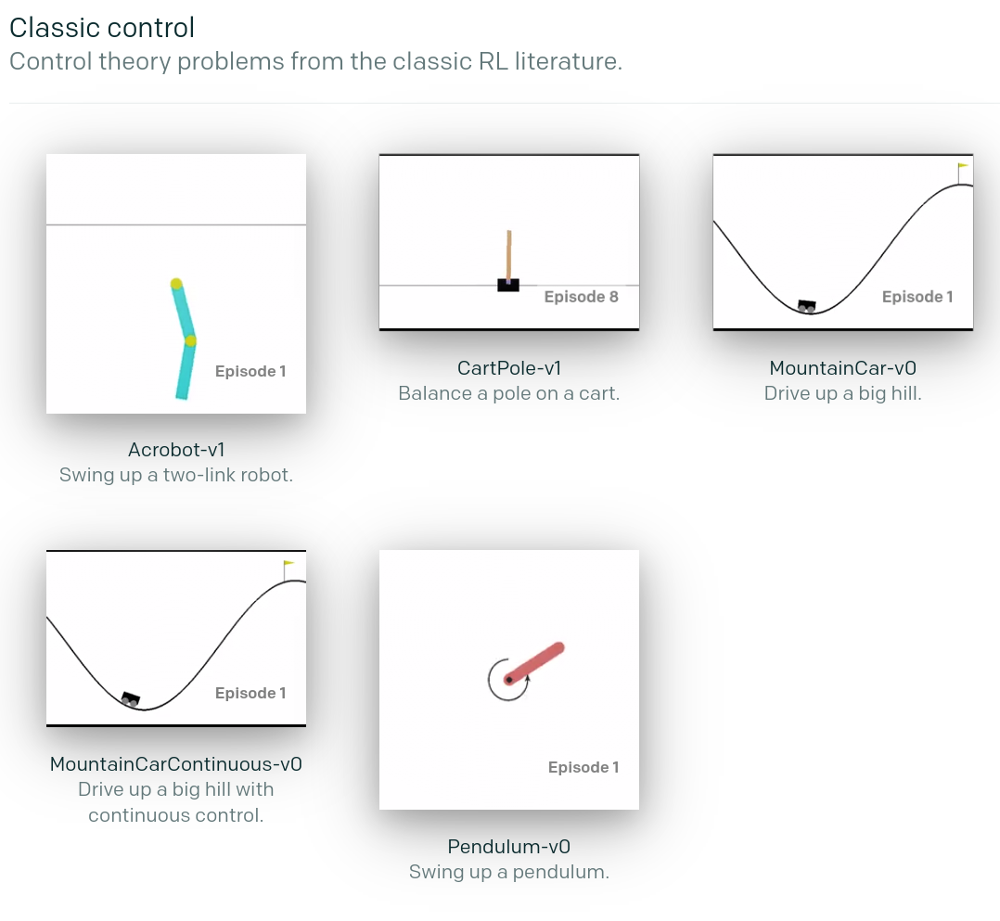 Classic control
Control theory problems from the classic RL literature.
Episode 1
Acrobot-v1
Swing up a two-link robot.
Episode 8
CartPole-v1
Balance a pole on a cart.
Episode 1
MountainCar-v0
Drive up a big hill.
Episode 1
MountainCarContinuous-v0
Drive up a big hill with
continuous control.
Episode 1
Pendulum-v0
Swing up a pendulum.